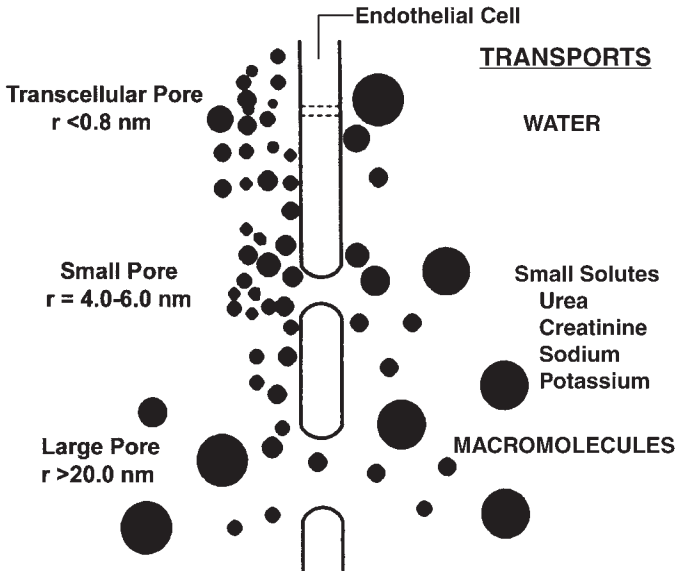 Endothelial Cell
TRANSPORTS
Transcellular Pore
r <0.8 nm
WATER
Small Pore
r = 4.0-6.0 nm
Small Solutes
Urea
Creatinine
Sodium
Potassium
Large Pore
r >20.0 nm
MACROMOLECULES